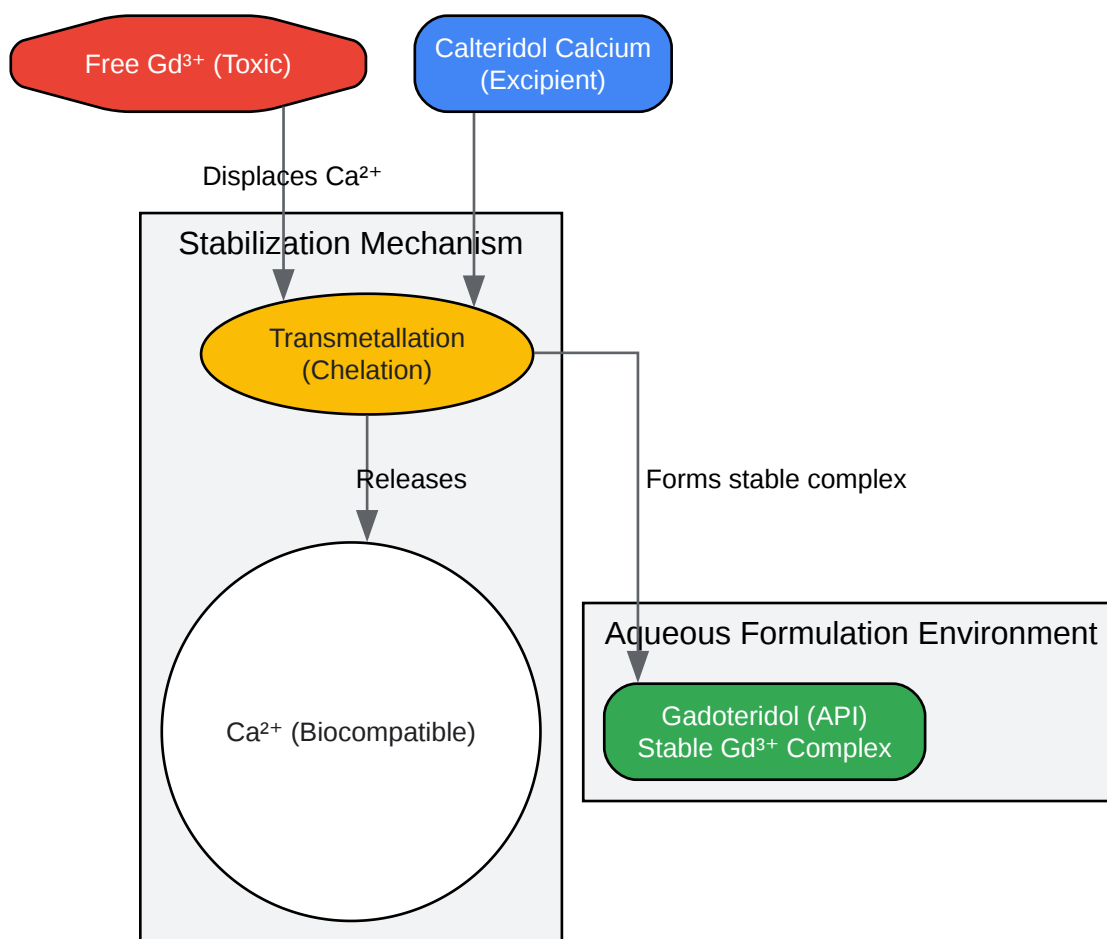 Free Gd³⁺ (Toxic)
Calteridol Calcium
(Excipient)
Displaces Ca²⁺
Stabilization Mechanism
Transmetallation
(Chelation)
Releases
Forms stable complex
Ca²⁺ (Biocompatible)
Aqueous Formulation Environment
Gadoteridol (API)
Stable Gd³⁺ Complex